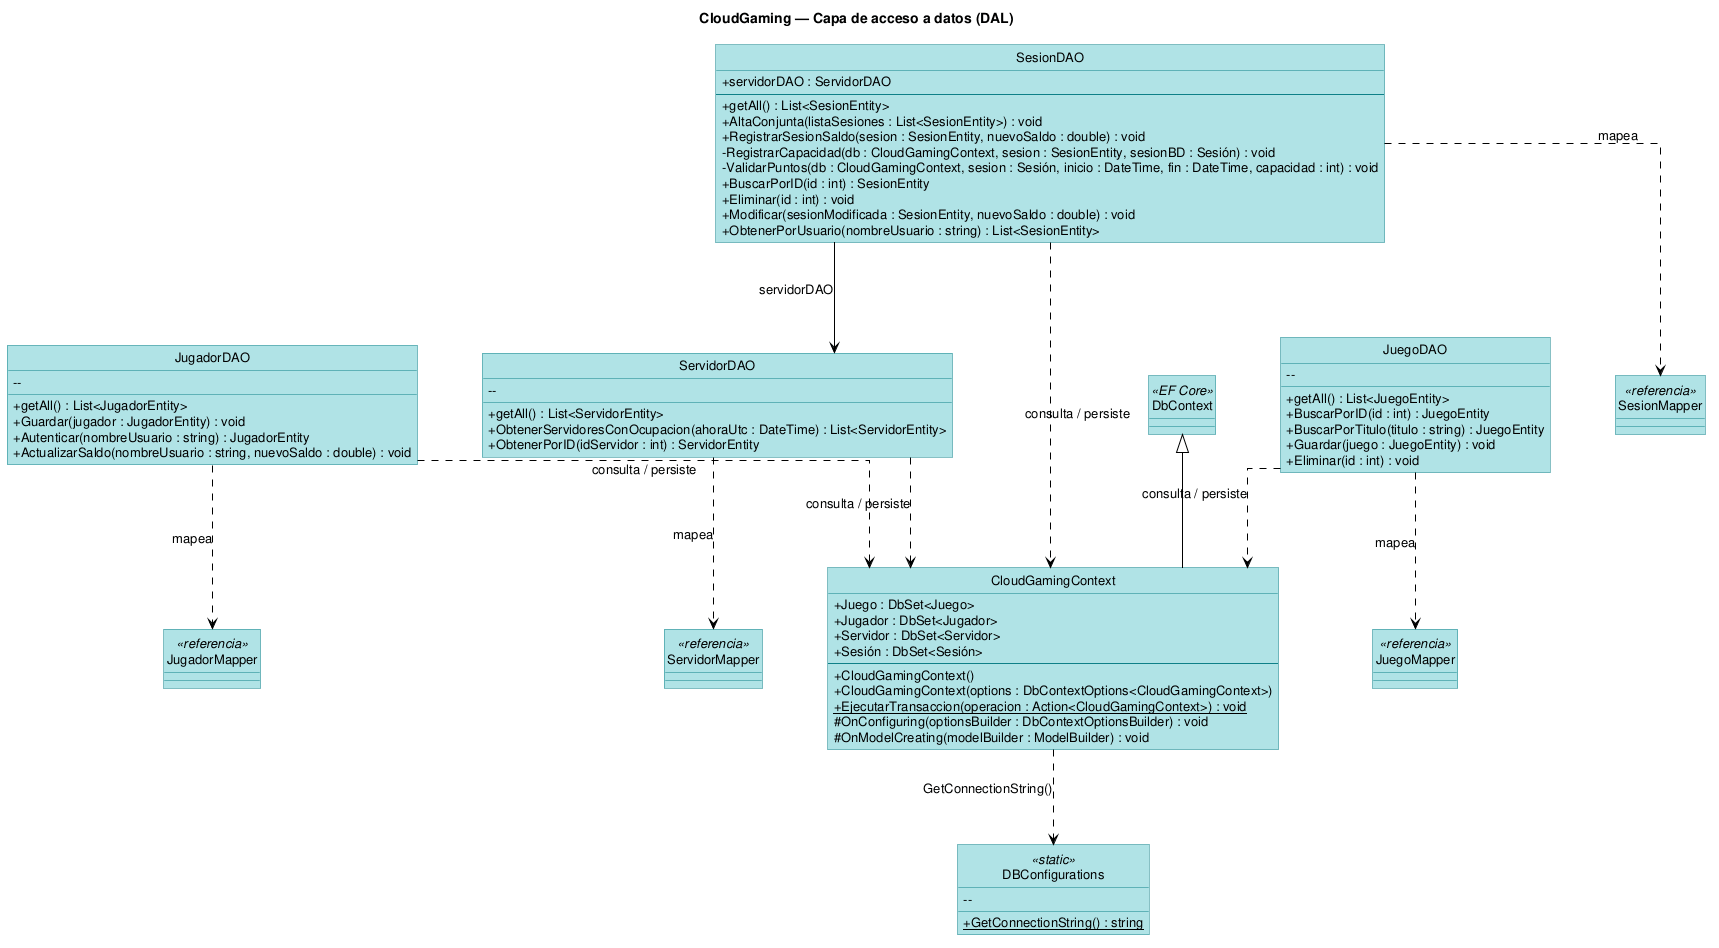 CloudGaming — Capa de acceso a datos (DAL)
SesionDAO
+servidorDAO : ServidorDAO
+getAll() : List<SesionEntity>
+AltaConjunta(listaSesiones : List<SesionEntity>) : void
+RegistrarSesionSaldo(sesion : SesionEntity, nuevoSaldo : double) : void
-RegistrarCapacidad(db : CloudGamingContext, sesion : SesionEntity, sesionBD : Sesión) : void
-ValidarPuntos(db : CloudGamingContext, sesion : Sesión, inicio : DateTime, fin : DateTime, capacidad : int) : void
+BuscarPorID(id : int) : SesionEntity
+Eliminar(id : int) : void
+Modificar(sesionModificada : SesionEntity, nuevoSaldo : double) : void
+ObtenerPorUsuario(nombreUsuario : string) : List<SesionEntity>
mapea
servidorDAO
JugadorDAO
--
+getAll() : List<JugadorEntity>
+Guardar(jugador : JugadorEntity) : void
+Autenticar(nombreUsuario : string) : JugadorEntity
+ActualizarSaldo(nombreUsuario : string, nuevoSaldo : double) : void
ServidorDAO
--
+getAll() : List<ServidorEntity>
+ObtenerServidoresConOcupacion(ahoraUtc : DateTime) : List<ServidorEntity>
+ObtenerPorID(idServidor : int) : ServidorEntity
consulta / persiste
«EF Core»
DbContext
JuegoDAO
--
+getAll() : List<JuegoEntity>
+BuscarPorID(id : int) : JuegoEntity
+BuscarPorTitulo(titulo : string) : JuegoEntity
+Guardar(juego : JuegoEntity) : void
+Eliminar(id : int) : void
«referencia»
SesionMapper
consulta / persiste
consulta / persiste
consulta / persiste
mapea
mapea
mapea
«referencia»
JugadorMapper
«referencia»
ServidorMapper
CloudGamingContext
+Juego : DbSet<Juego>
+Jugador : DbSet<Jugador>
+Servidor : DbSet<Servidor>
+Sesión : DbSet<Sesión>
+CloudGamingContext()
+CloudGamingContext(options : DbContextOptions<CloudGamingContext>)
+EjecutarTransaccion(operacion : Action<CloudGamingContext>) : void
#OnConfiguring(optionsBuilder : DbContextOptionsBuilder) : void
#OnModelCreating(modelBuilder : ModelBuilder) : void
«referencia»
JuegoMapper
GetConnectionString()
«static»
DBConfigurations
--
+GetConnectionString() : string